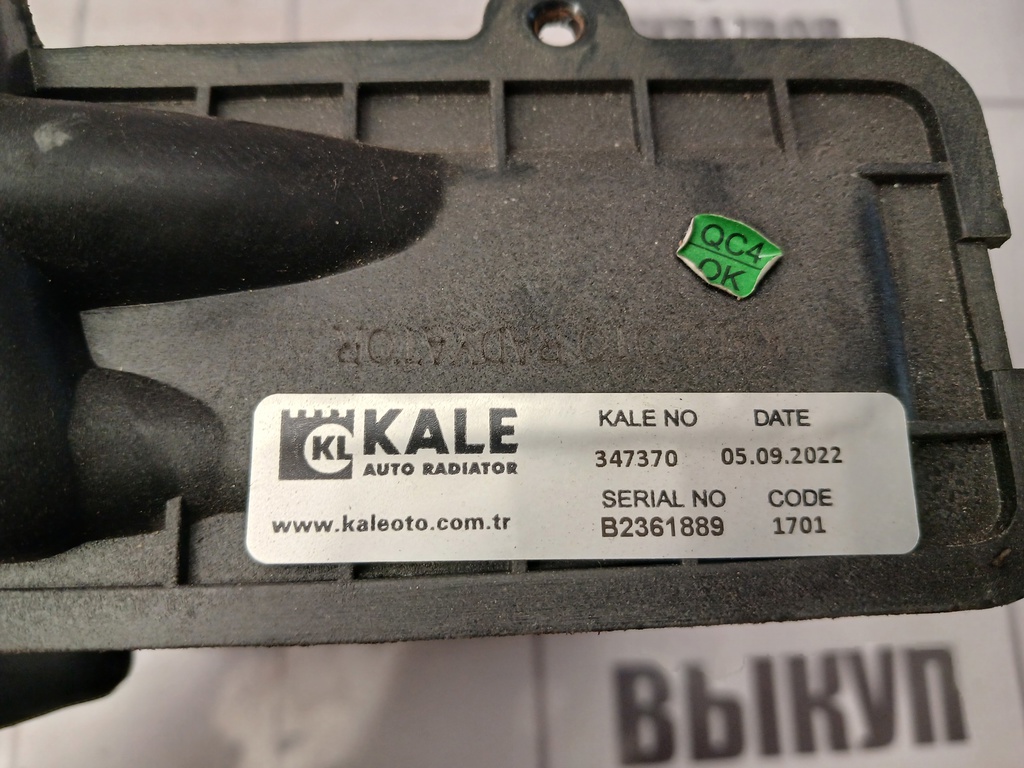 QC4
OK
KL KALE
AUTO RADIATOR
www.kaleoto.com.tr
KALE NO DATE
347370 05.09.2022
SERIAL NO CODE
B2361889 1701
ВЫКУП